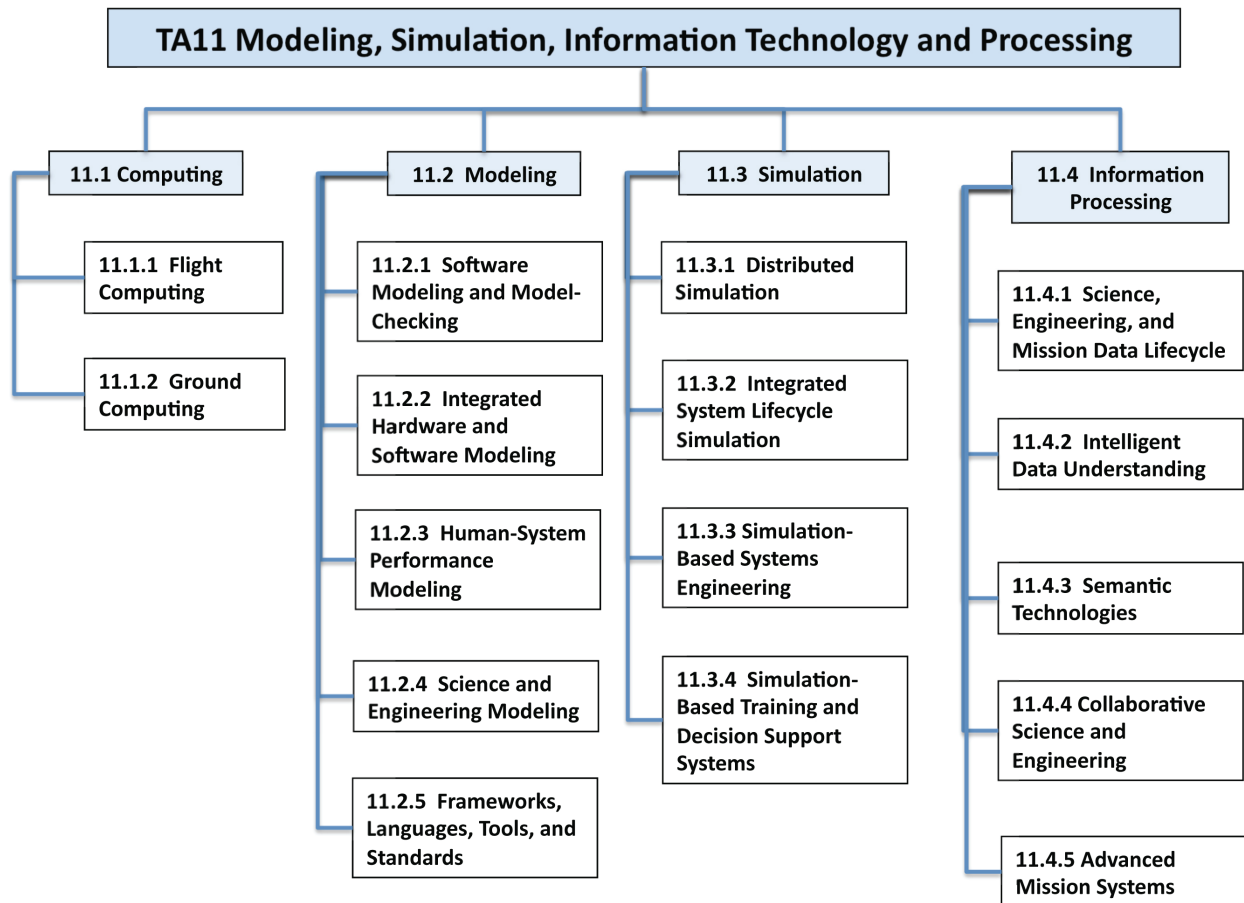 TA11 Modeling, Simulation, Information Technology and Processing
11.1 Computing
11.1.1 Flight
Computing
11.1.2 Ground
Computing
11.2 Modeling
11.2.1 Software
Modeling and Model-
Checking
11.2.2 Integrated
Hardware and
Software Modeling
11.2.3 Human-System
Performance
Modeling
11.2.4 Science and
Engineering Modeling
11.2.5 Frameworks,
Languages, Tools, and
Standards
11.3 Simulation
11.3.1 Distributed
Simulation
11.3.2 Integrated
System Lifecycle
Simulation
11.3.3 Simulation-
Based Systems
Engineering
11.3.4 Simulation-
Based Training and
Decision Support
Systems
11.4 Information
Processing
11.4.1 Science,
Engineering, and
Mission Data Lifecycle
11.4.2 Intelligent
Data Understanding
11.4.3 Semantic
Technologies
11.4.4 Collaborative
Science and
Engineering
11.4.5 Advanced
Mission Systems